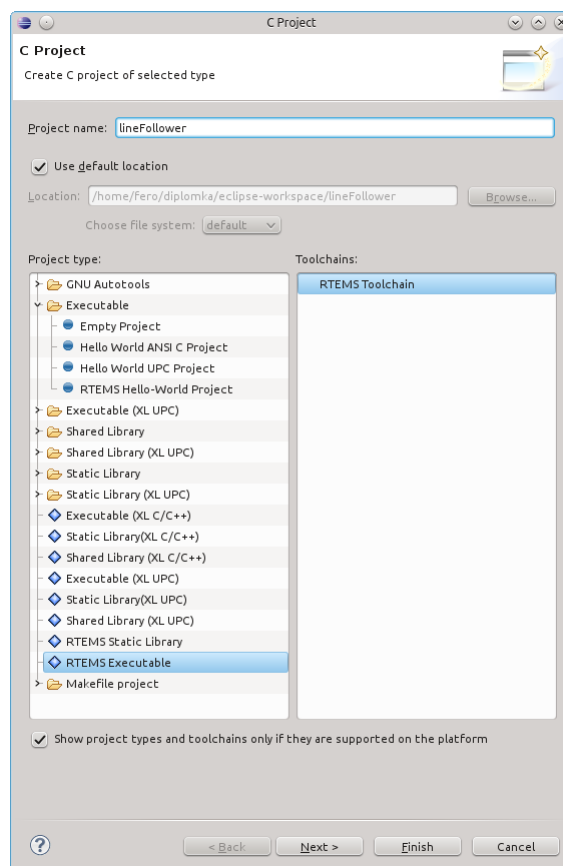 C Project
C Project
Create C project of selected type
Project name: lineFollower
Use default location
Location: /home/fero/diplomka/eclipse-workspace/lineFollower Browse...
Choose file system: default
Project type:
GNU Autotools
Executable
Empty Project
Hello World ANSI C Project
Hello World UPC Project
RTEMS Hello-World Project
Executable (XL UPC)
Shared Library
Shared Library (XL UPC)
Static Library
Static Library (XL UPC)
Executable (XL C/C++)
Static Library(XL C/C++)
Shared Library (XL C/C++)
Executable (XL UPC)
Static Library(XL UPC)
Shared Library (XL UPC)
RTEMS Static Library
RTEMS Executable
Makefile project
Toolchains:
RTEMS Toolchain
Show project types and toolchains only if they are supported on the platform
? < Back Next > Finish Cancel